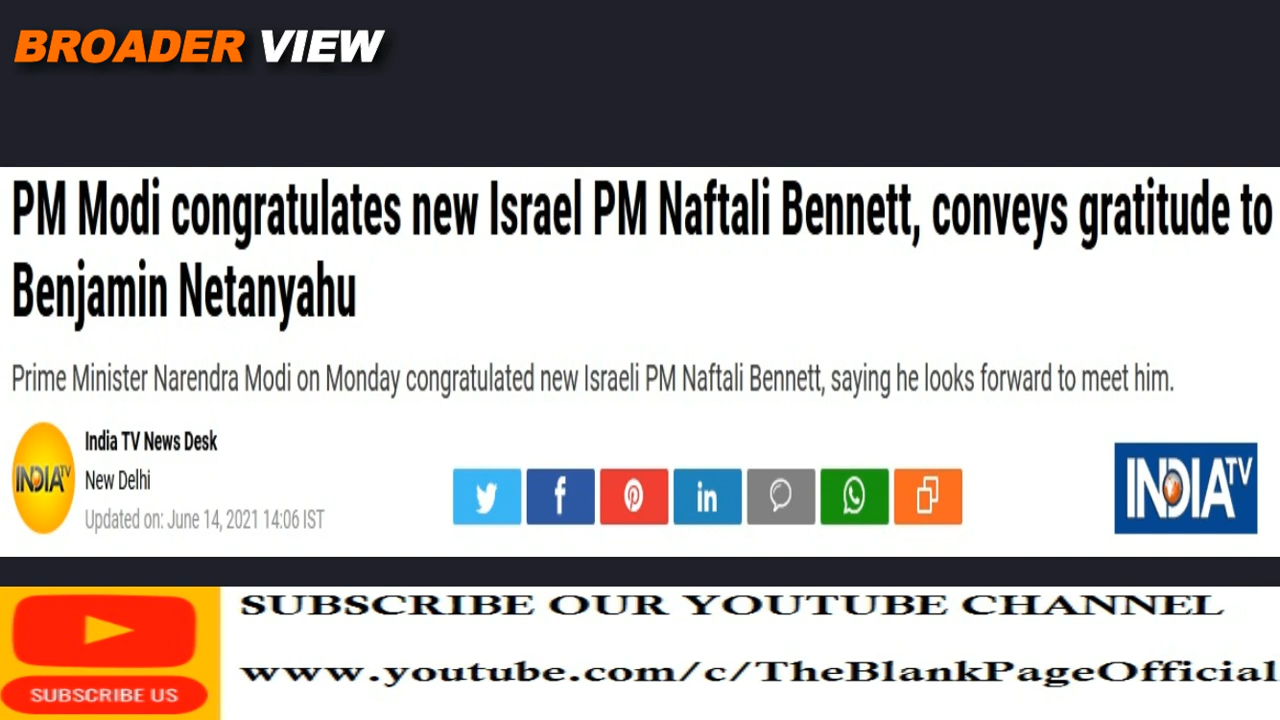 BROADER VIEW
PM Modi congratulates new Israel PM Naftali Bennett, conveys gratitude to
Benjamin Netanyahu
Prime Minister Narendra Modi on Monday congratulated new Israeli PM Naftali Bennett, saying he looks forward to meet him.
INDIA TV
India TV News Desk
New Delhi
Updated on: June 14, 2021 14:06 IST
INDIA TV
SUBSCRIBE OUR YOUTUBE CHANNEL
www.youtube.com/c/TheBlankPageOfficial
SUBSCRIBE US